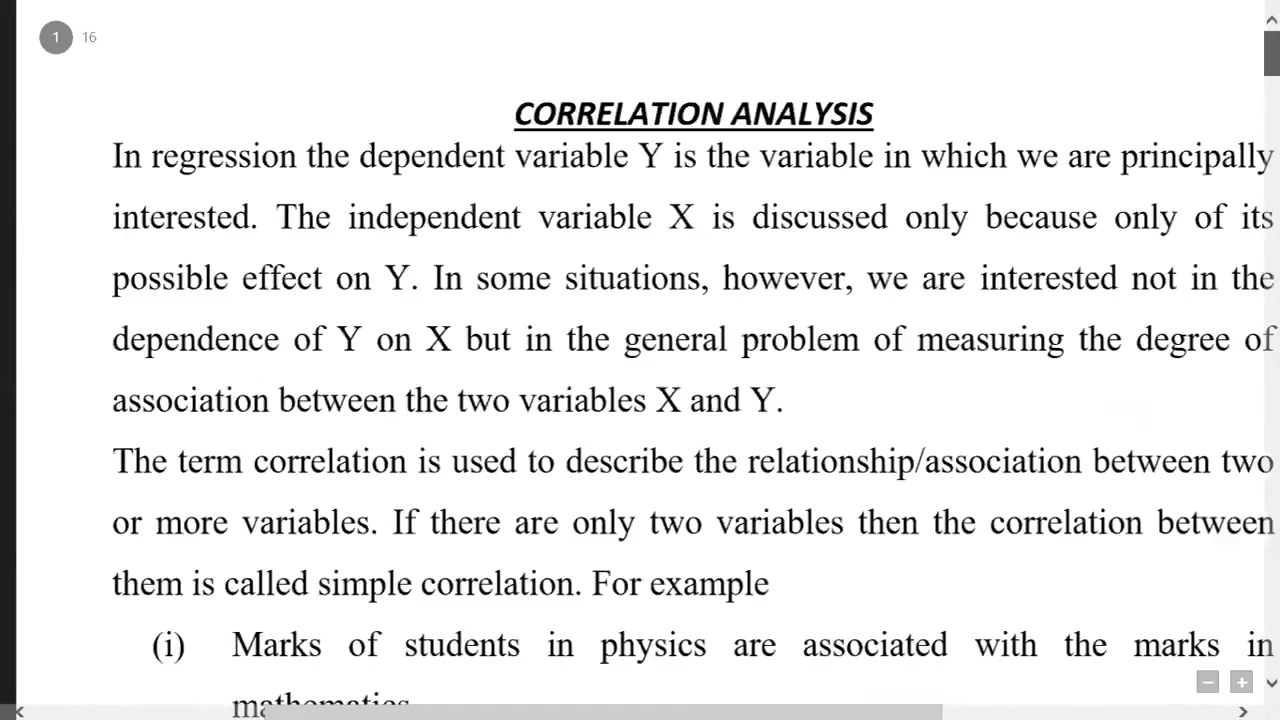 1 16
CORRELATION ANALYSIS
In regression the dependent variable Y is the variable in which we are principally
interested. The independent variable X is discussed only because only of its
possible effect on Y. In some situations, however, we are interested not in the
dependence of Y on X but in the general problem of measuring the degree of
association between the two variables X and Y.
The term correlation is used to describe the relationship/association between two
or more variables. If there are only two variables then the correlation between
them is called simple correlation. For example
(i) Marks of students in physics are associated with the marks in
mathematics